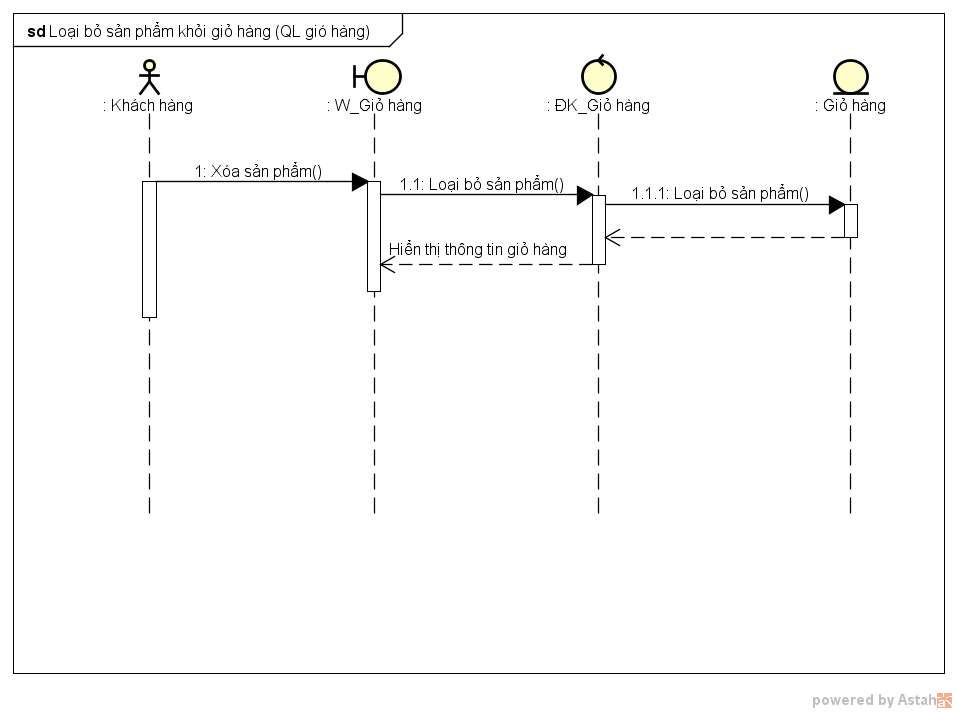 sd Loại bỏ sản phẩm khỏi giỏ hàng (QL gió hàng)
: Khách hàng
: W_Giỏ hàng
: ĐK_Giỏ hàng
: Giỏ hàng
1: Xóa sản phẩm()
1.1: Loại bỏ sản phẩm()
1.1.1: Loại bỏ sản phẩm()
Hiển thị thông tin giỏ hàng
powered by Astah